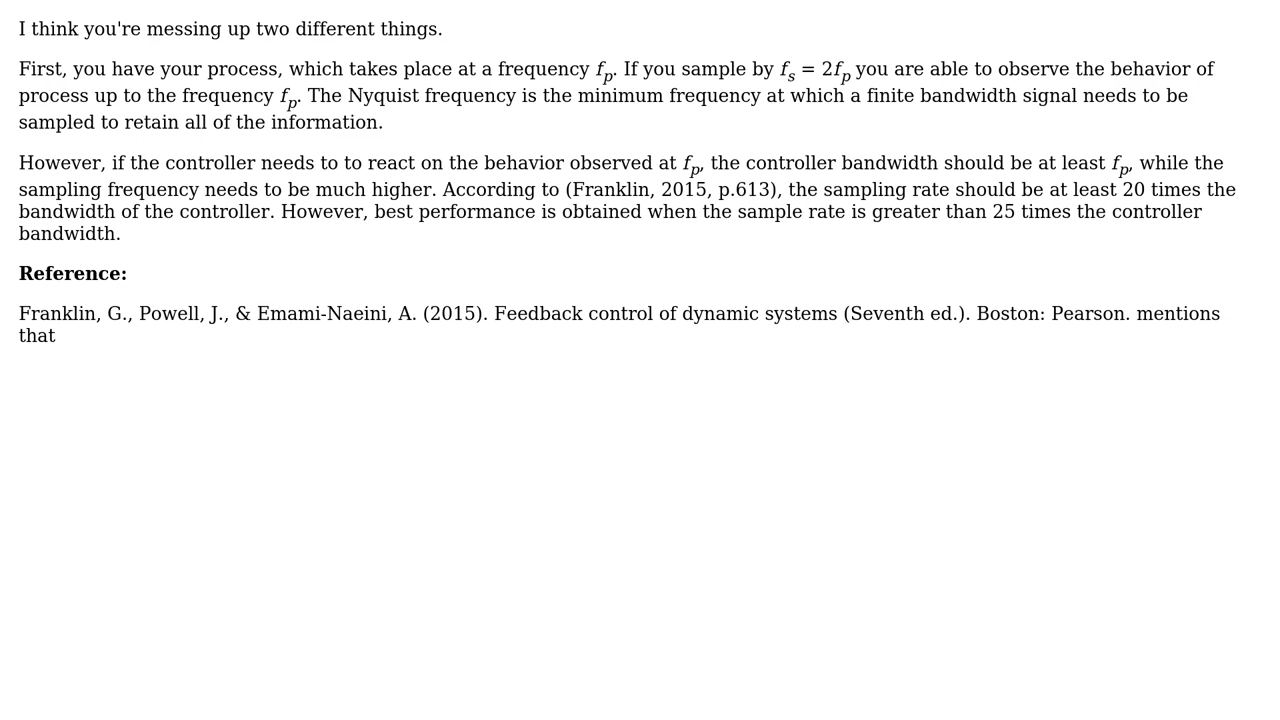 I think you're messing up two different things.
First, you have your process, which takes place at a frequency fp. If you sample by fs = 2fp you are able to observe the behavior of
process up to the frequency fp. The Nyquist frequency is the minimum frequency at which a finite bandwidth signal needs to be
sampled to retain all of the information.
However, if the controller needs to to react on the behavior observed at fp, the controller bandwidth should be at least fp, while the
sampling frequency needs to be much higher. According to (Franklin, 2015, p.613), the sampling rate should be at least 20 times the
bandwidth of the controller. However, best performance is obtained when the sample rate is greater than 25 times the controller
bandwidth.
Reference:
Franklin, G., Powell, J., & Emami-Naeini, A. (2015). Feedback control of dynamic systems (Seventh ed.). Boston: Pearson. mentions
that